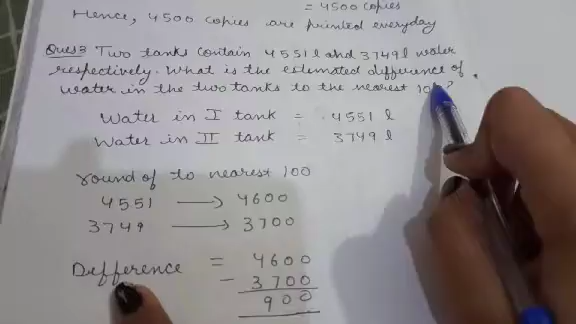 = 4500 copies
Hence, 4500 copies are printed everyday
Ques 3 Two tanks contain 4551 l and 3749 l water
respectively. What is the estimated difference of
water in the two tanks to the nearest
Water in I tank = 4551 l
Water in II tank = 3749 l
round of to nearest 100
4551 → 4600
3749 → 3700
Difference = 4600
- 3700
900